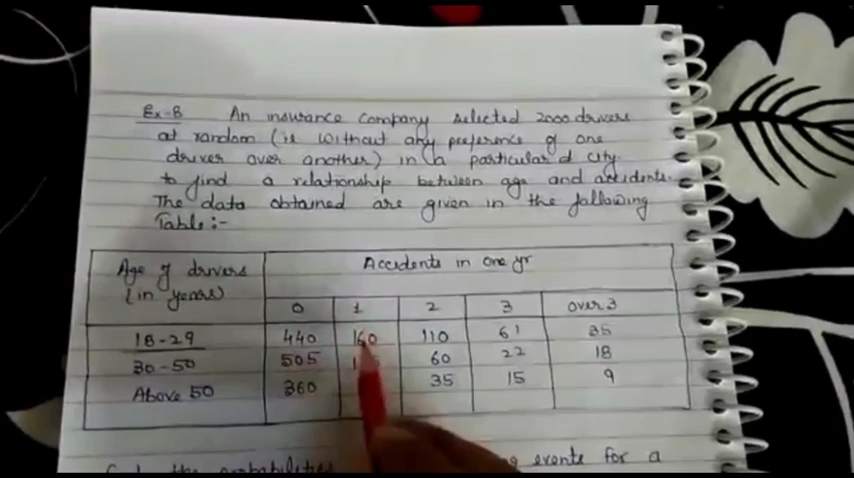 Ex-8 An insurance company selected 2000 drivers
at random (ie without any preference of one
driver over another) in a particular d city
to find a relationship between age and accidents.
The data obtained are given in the following
Table:-
Age of drivers (in years) Accidents in one yr
0 1 2 3 over 3
18-29 440 160 110 61 35
30-50 505 60 22 18
Above 50 360 35 15 9
the probabilities events for a